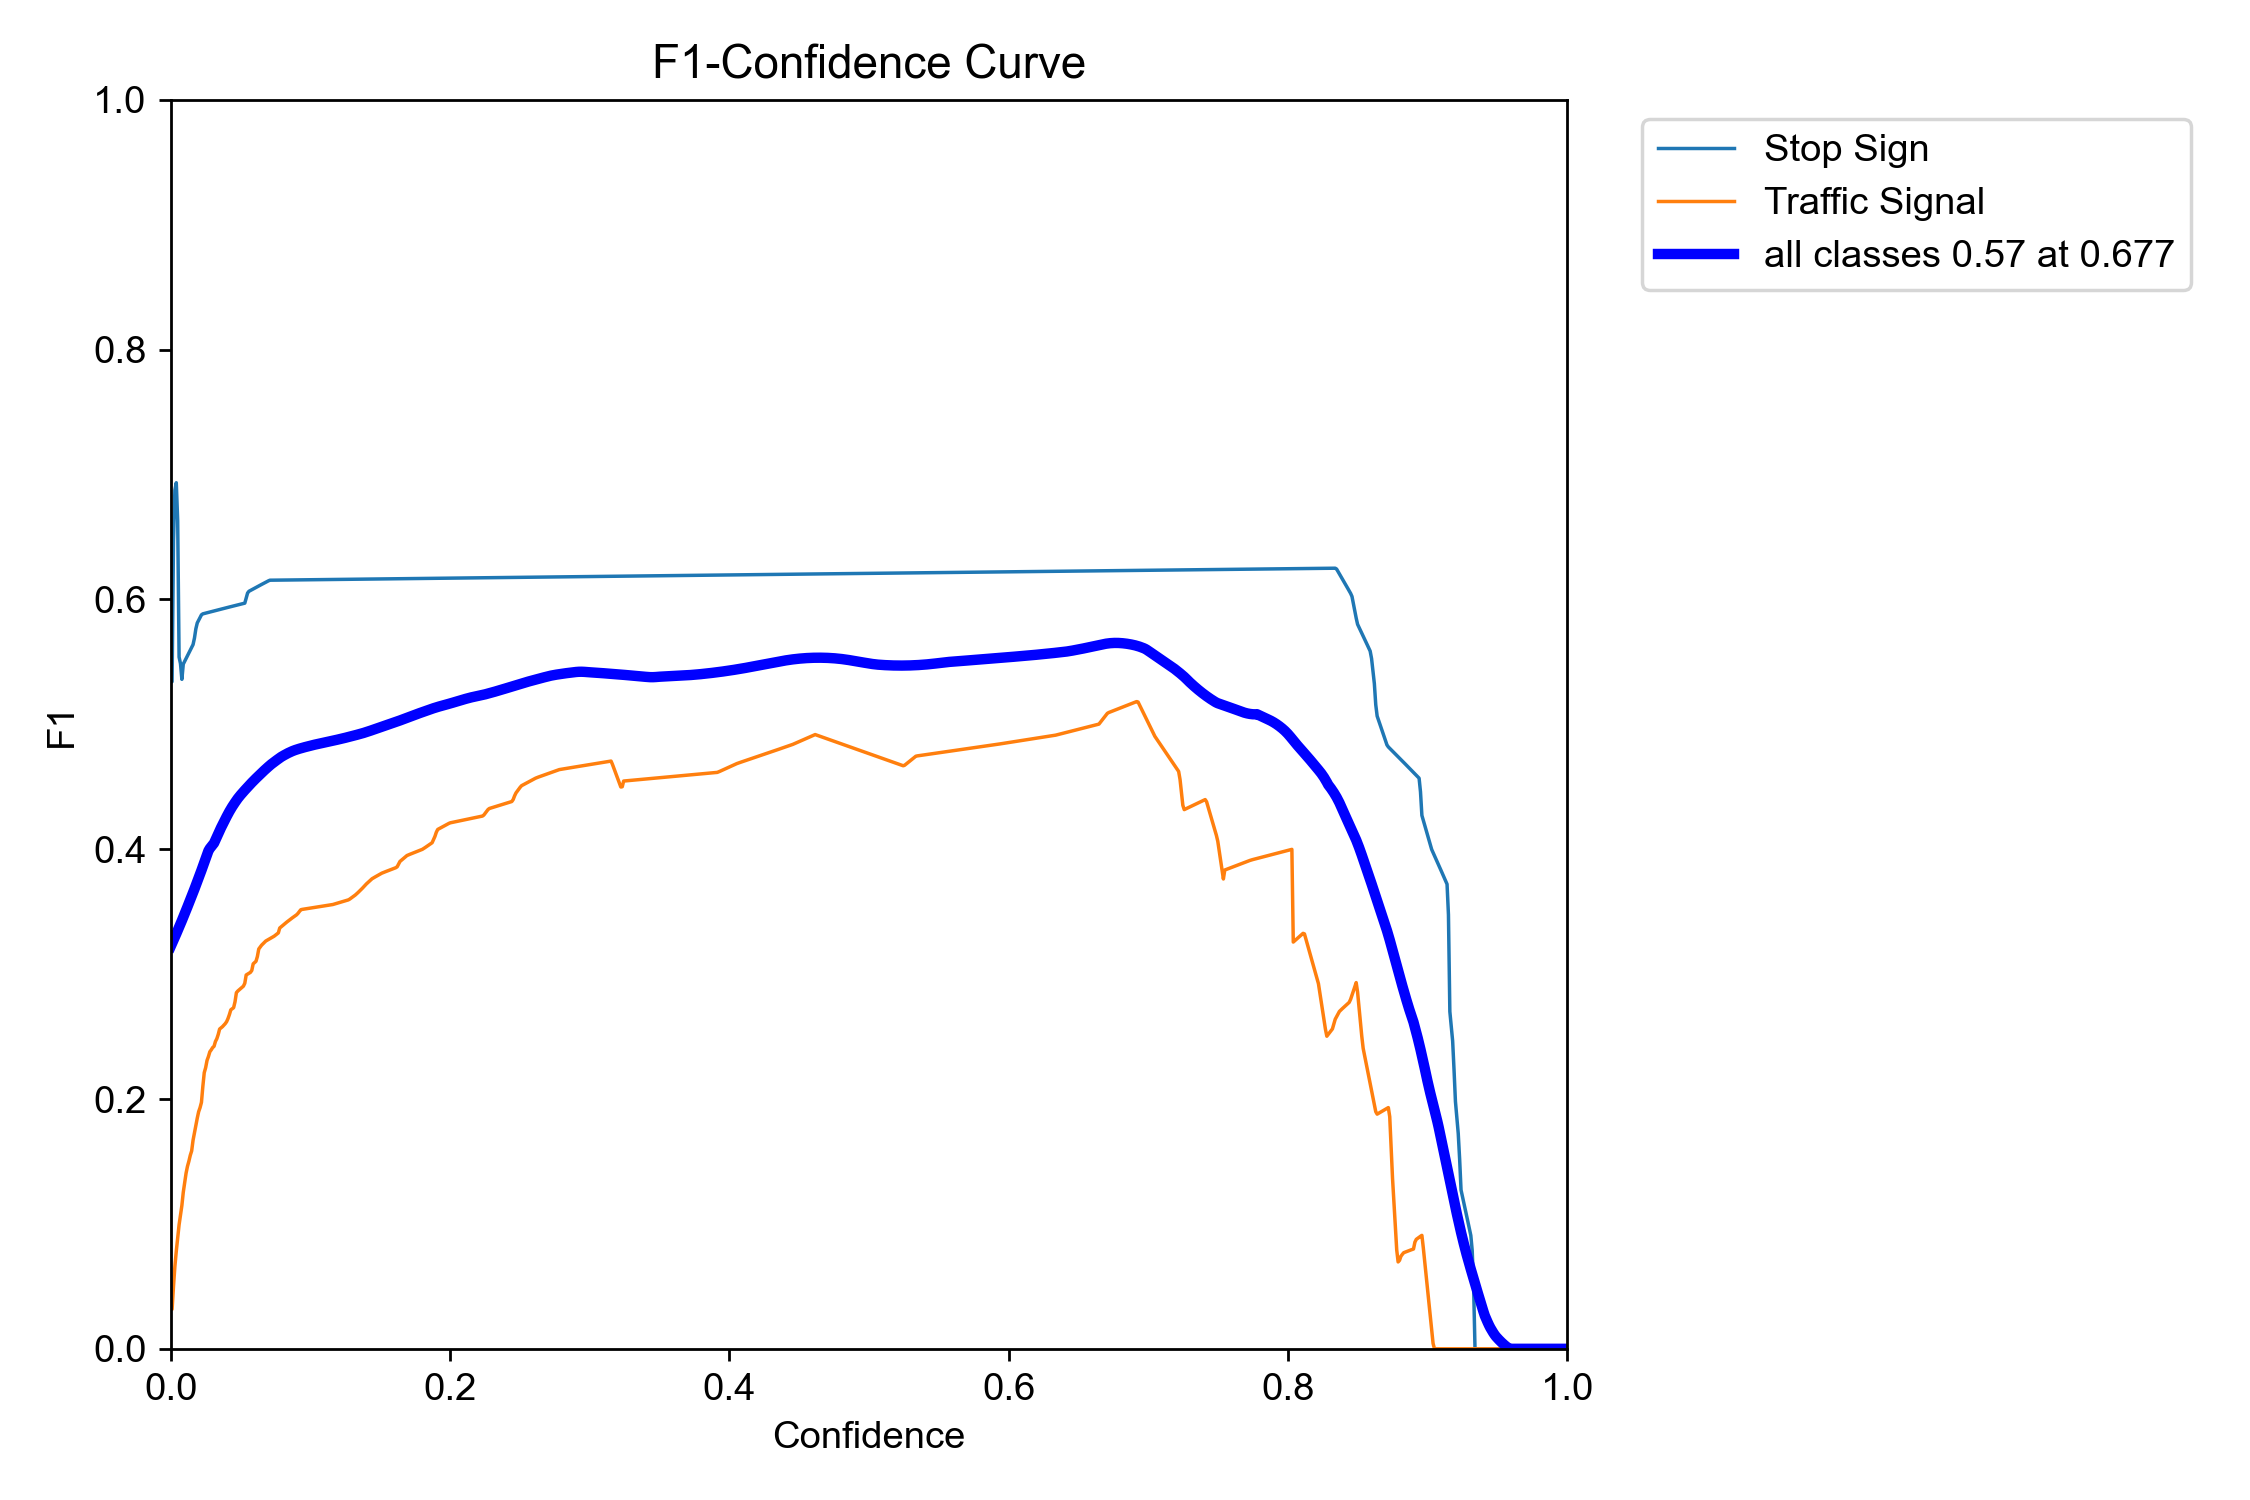 F1-Confidence Curve
1.0
0.8
0.6
0.4
0.2
0.0
F1
0.0 0.2 0.4 0.6 0.8 1.0
Confidence
Stop Sign
Traffic Signal
all classes 0.57 at 0.677